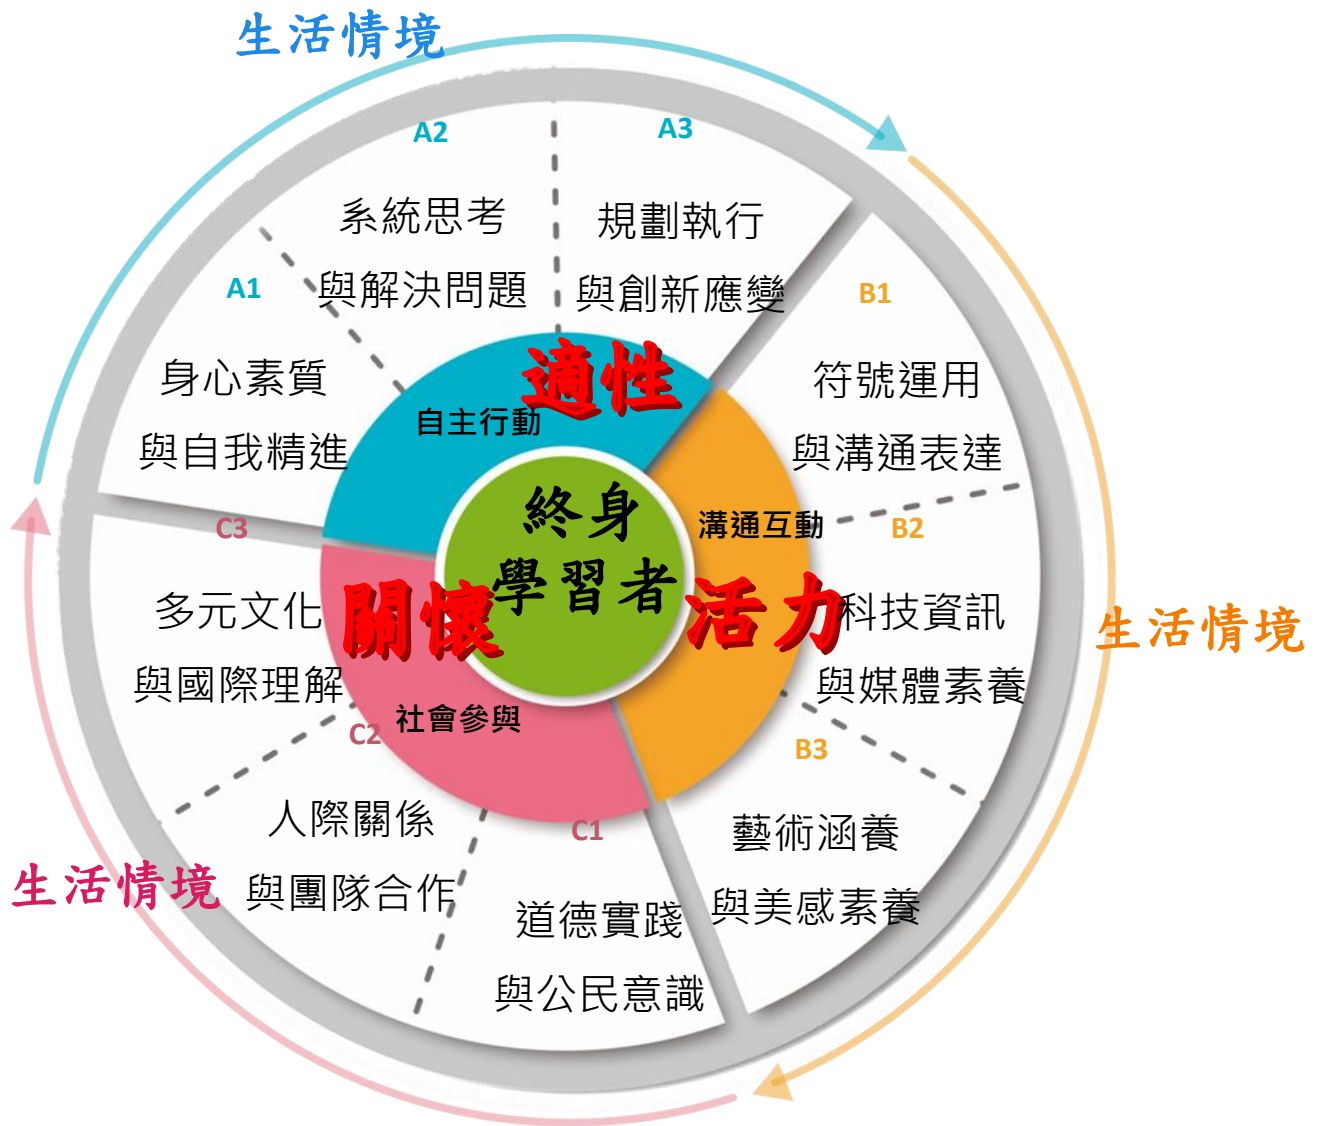 生活情境
A2
A3
系統思考
與解決問題
規劃執行
與創新應變
A1
身心素質
與自我精進
B1
符號運用
與溝通表達
適性
自主行動
終身
學習者
溝通互動
B2
C3
多元文化
與國際理解
關懷
活力
科技資訊
與媒體素養
生活情境
社會參與
C2
B3
人際關係
與團隊合作
C1
藝術涵養
與美感素養
生活情境
道德實踐
與公民意識